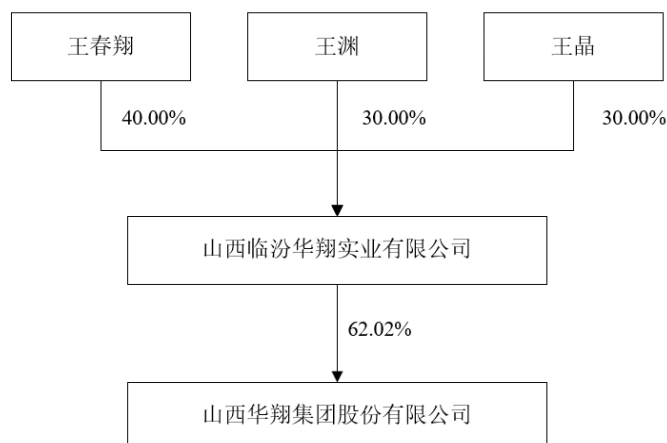 王春翔
王渊
王晶
40.00%
30.00%
30.00%
山西临汾华翔实业有限公司
62.02%
山西华翔集团股份有限公司